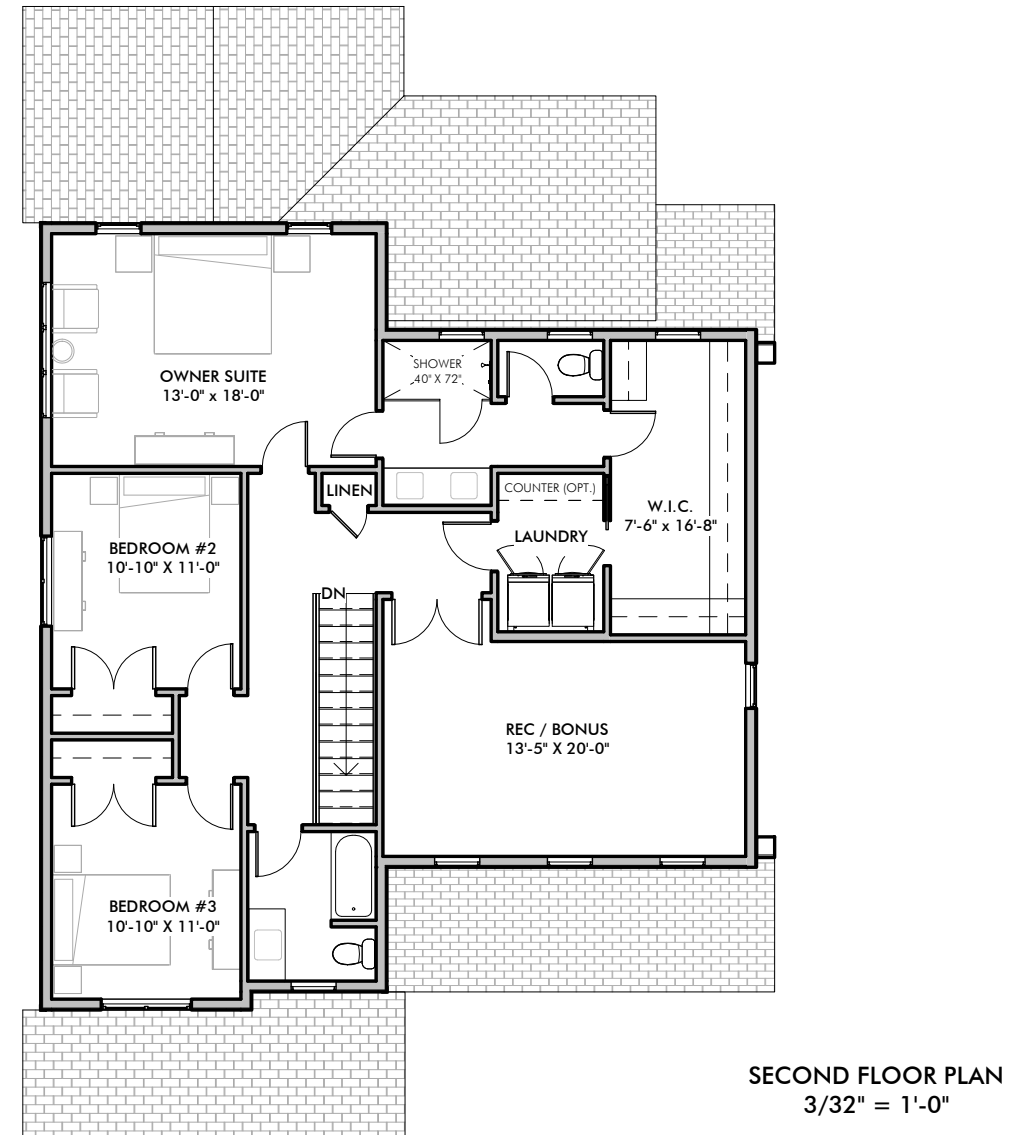 OWNER SUITE
13'-0" x 18'-0"
SHOWER
40" X 72"
LINEN
COUNTER (OPT.)
W.I.C.
7'-6" x 16'-8"
LAUNDRY
BEDROOM #2
10'-10" X 11'-0"
DN
REC / BONUS
13'-5" X 20'-0"
BEDROOM #3
10'-10" X 11'-0"
SECOND FLOOR PLAN
3/32" = 1'-0"